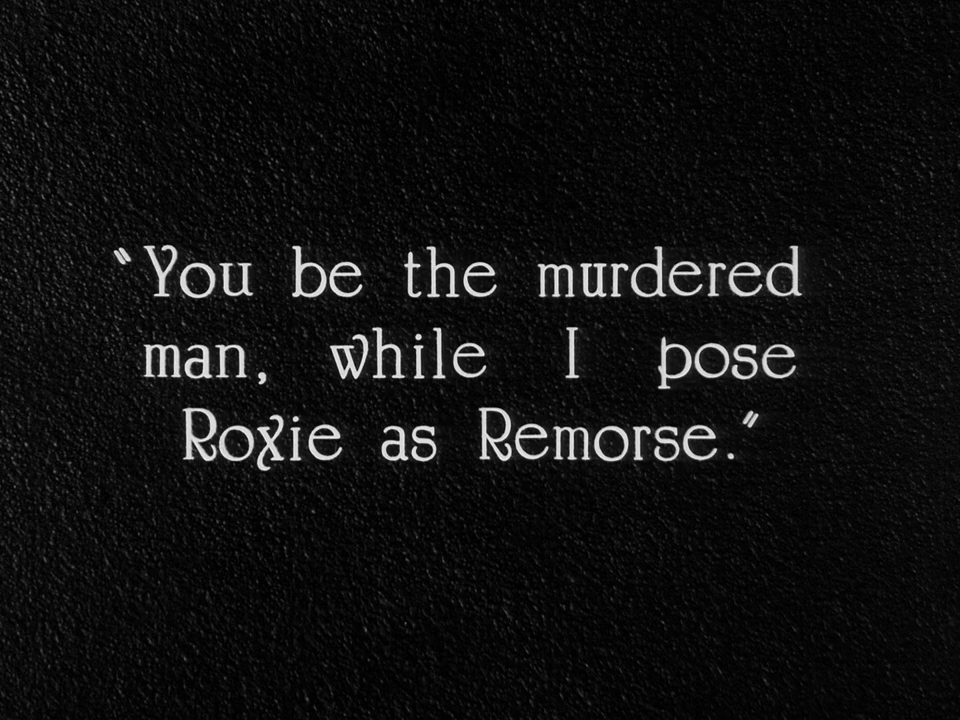 "You be the murdered
man, while I pose
Roxie as Remorse."